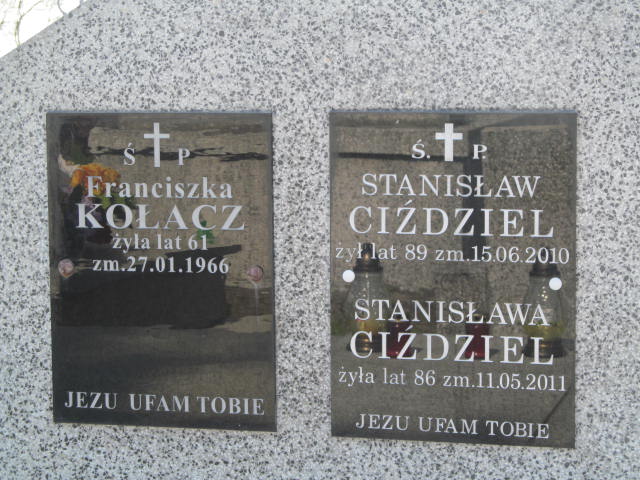 Ś P
Franciszka
KOŁACZ
żyła lat 61
zm.27.01.1966
JEZU UFAM TOBIE
Ś. P.
STANISŁAW
CIŹDZIEL
żył lat 89 zm.15.06.2010
STANISŁAWA
CIŹDZIEL
żyła lat 86 zm.11.05.2011
JEZU UFAM TOBIE